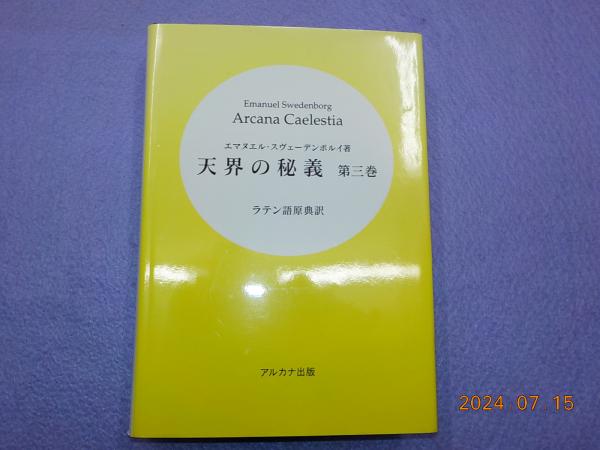 Emanuel Swedenborg
Arcana Caelestia
エマヌエル・スヴェーデンボルイ著
天界の秘義 第三巻
ラテン語原典訳
アルカナ出版
2024.07.15